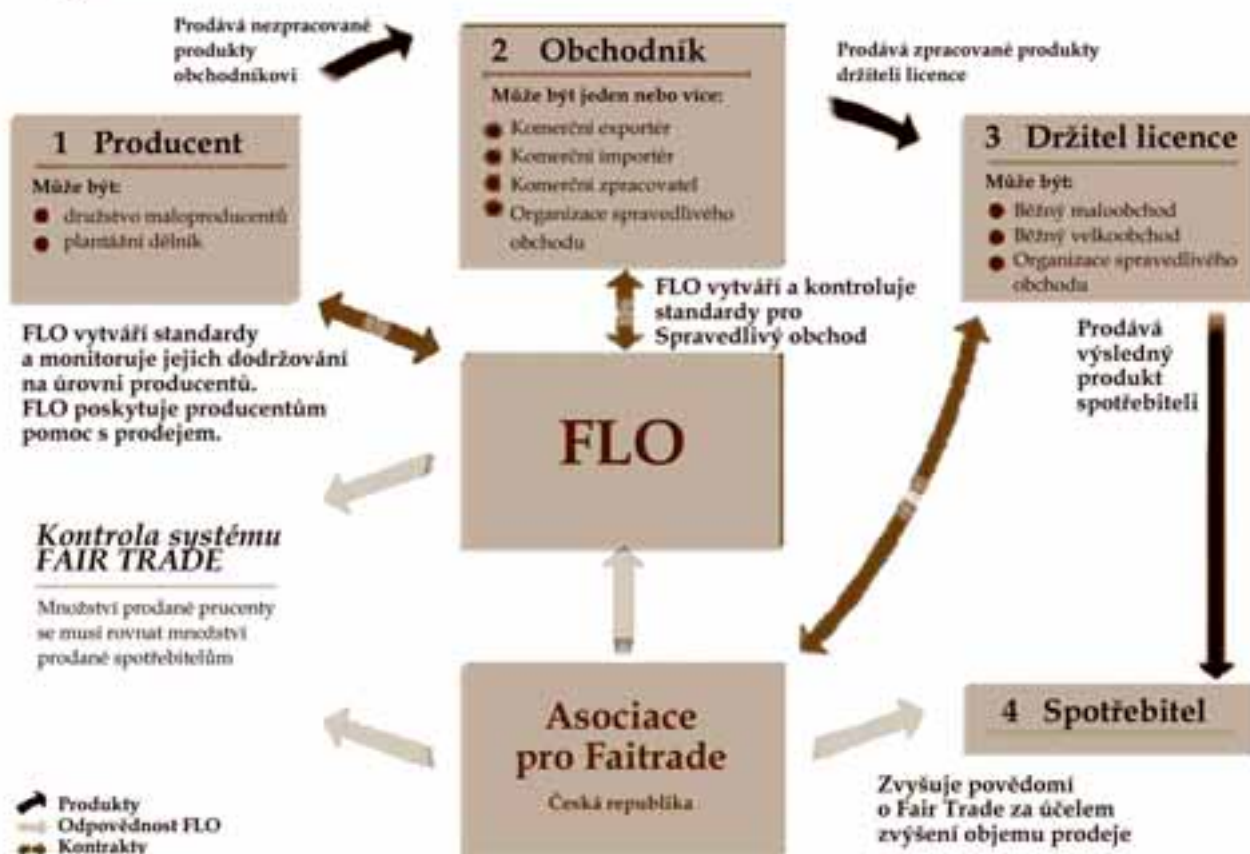 Prodává nezpracované
produkty
obchodníkovi
2 Obchodník
Může být jeden nebo více:
Komerční exportér
Komerční importér
Komerční zpracovatel
Organizace spravedlivého
obchodu
Prodává zpracované produkty
držiteli licence
1 Producent
Může být:
družstvo maloproducentů
plantážní dělník
3 Držitel licence
Může být:
Běžný maloobchod
Běžný velkoobchod
Organizace spravedlivého
obchodu
FLO vytváří standardy
a monitoruje jejich dodržování
na úrovni producentů.
FLO poskytuje producentům
pomoc s prodejem.
FLO vytváří a kontroluje
standardy pro
Spravedlivý obchod
Prodává
výsledný
produkt
spotřebiteli
FLO
Kontrola systému
FAIR TRADE
Množství prodané prucenty
se musí rovnat množství
prodané spotřebitelům
Asociace
pro Faitrade
Česká republika
4 Spotřebitel
Zvyšuje povědomí
o Fair Trade za účelem
zvýšení objemu prodeje
Produkty
Odpovědnost FLO
Kontrakty